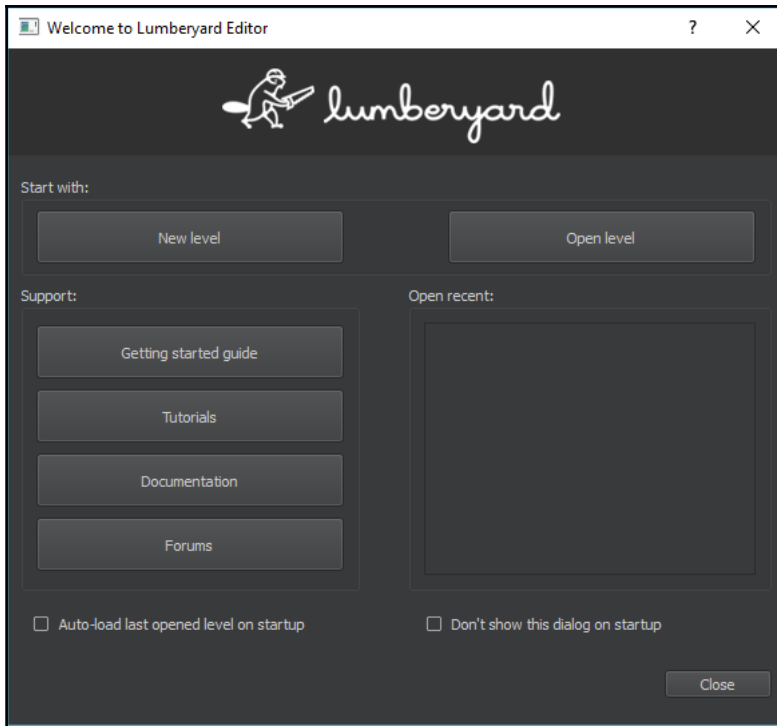 Welcome to Lumberyard Editor
?
lumberyard
Start with:
New level
Open level
Support:
Open recent:
Getting started guide
Tutorials
Documentation
Forums
Auto-load last opened level on startup
Don't show this dialog on startup
Close